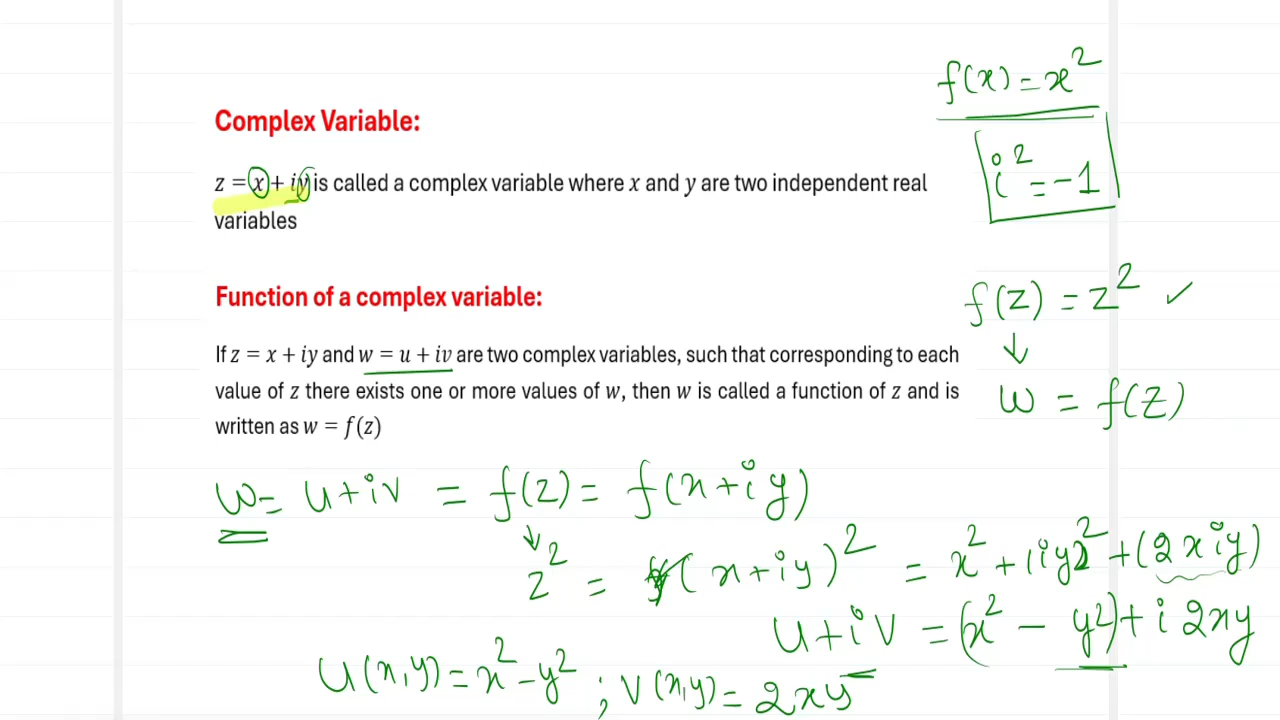 f(x) = x²
Complex Variable:
i² = -1
z = x + iy is called a complex variable where x and y are two independent real
variables
Function of a complex variable:
f(z) = z² ✓
↓
If z = x + iy and w = u + iv are two complex variables, such that corresponding to each
value of z there exists one or more values of w, then w is called a function of z and is
written as w = f(z)
w = f(z)
w = u+iv = f(z) = f(x+iy)
↓
z² = (x+iy)² = x² + (iy)² + (2xiy)
u+iv = (x² - y²) + i2xy
u(x,y) = x² - y² ; v(x,y) = 2xy